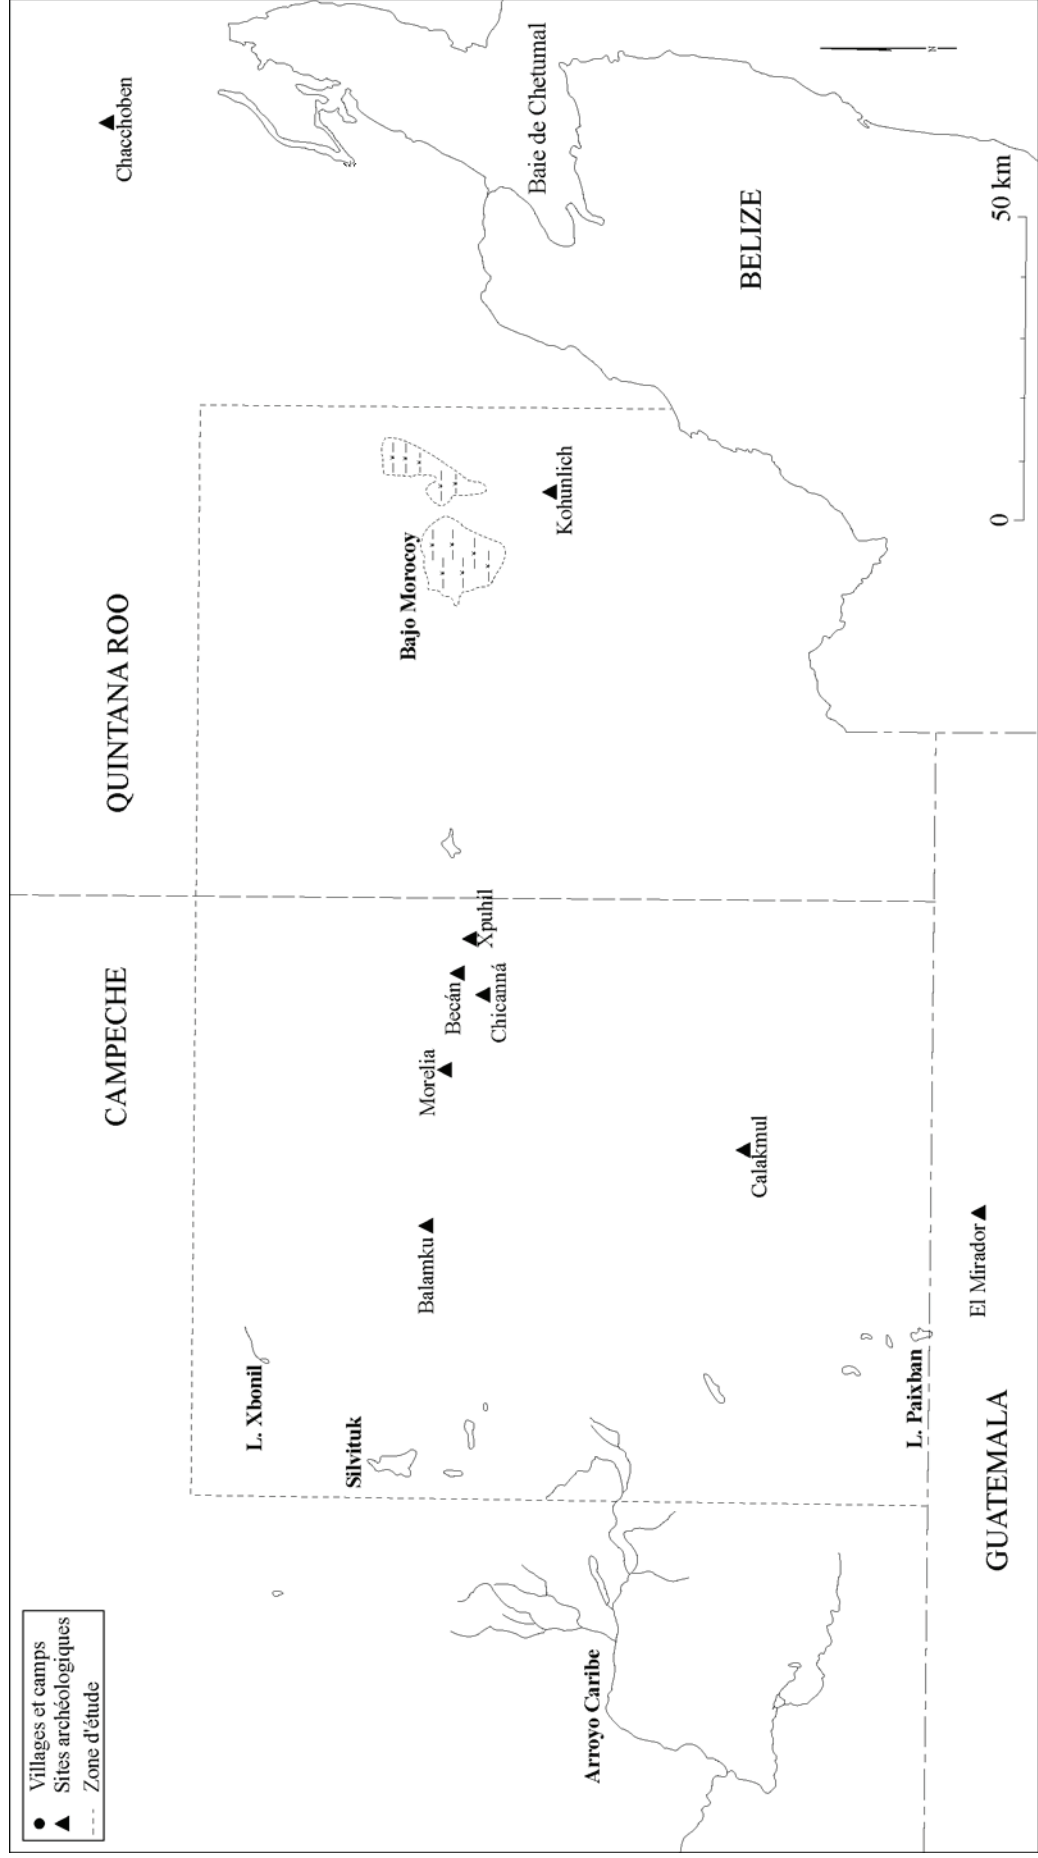 Villages et camps
Sites archéologiques
Zone d'étude
CAMPECHE
QUINTANA ROO
Chacchoben
L. Xbonil
Silvituk
Balamku
Morelia
Becán
Xpuhil
Chicanná
Bajo Morocoy
Kohunlich
Baie de Chetumal
Arroyo Caribe
Calakmul
BELIZE
L. Paixban
El Mirador
GUATEMALA
N
0
50 km